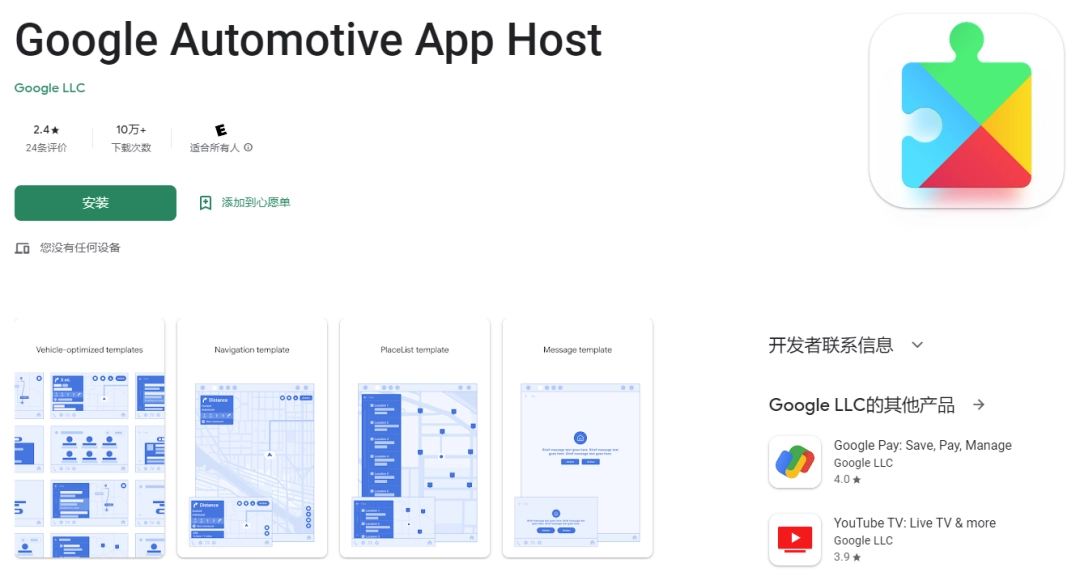 Google Automotive App Host
Google LLC
2.4★
10万+
E
24条评价
下载次数
适合所有人
安装
添加到心愿单
您没有任何设备
Vehicle-optimized templates
Navigation template
PlaceList template
Message template
Distance
Distance
开发者联系信息
Google LLC的其他产品
Google Pay: Save, Pay, Manage
Google LLC
4.0★
YouTube TV: Live TV & more
Google LLC
3.9★